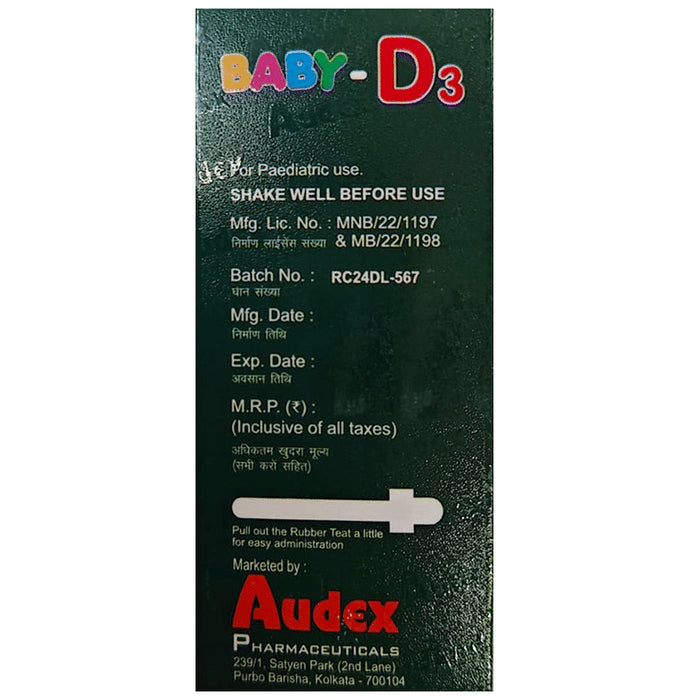 BABY-D3
Audex
For Paediatric use.
SHAKE WELL BEFORE USE
Mfg. Lic. No. : MNB/22/1197
निर्माण लाईसेंस संख्या & MB/22/1198
Batch No. : RC24DL-567
घान संख्या
Mfg. Date :
निर्माण तिथि
Exp. Date :
अवसान तिथि
M.R.P. (₹) :
(Inclusive of all taxes)
अधिकतम खुदरा मूल्य
(सभी करों सहित)
Pull out the Rubber Teat a little
for easy administration
Marketed by :
Audex
PHARMACEUTICALS
239/1, Satyen Park (2nd Lane)
Purbo Barisha, Kolkata - 700104